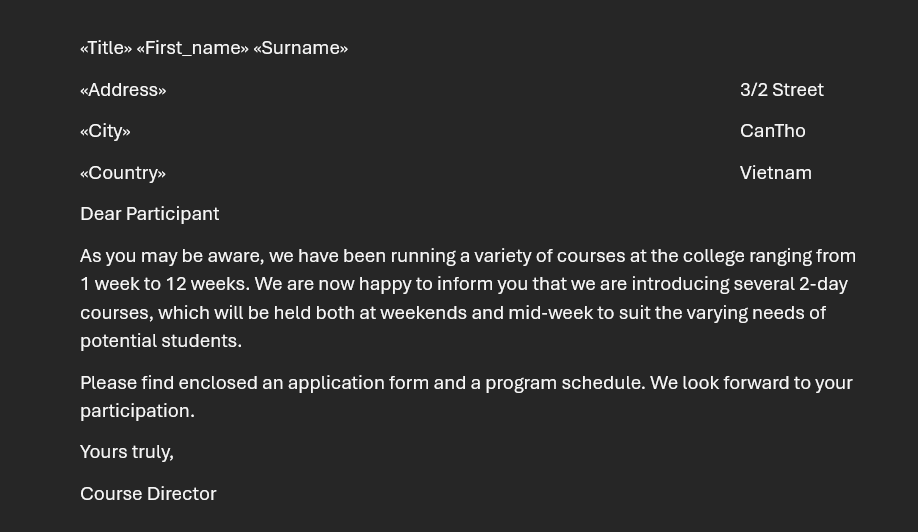 «Title» «First_name» «Surname»
«Address» 3/2 Street
«City» CanTho
«Country» Vietnam
Dear Participant
As you may be aware, we have been running a variety of courses at the college ranging from
1 week to 12 weeks. We are now happy to inform you that we are introducing several 2-day
courses, which will be held both at weekends and mid-week to suit the varying needs of
potential students.
Please find enclosed an application form and a program schedule. We look forward to your
participation.
Yours truly,
Course Director